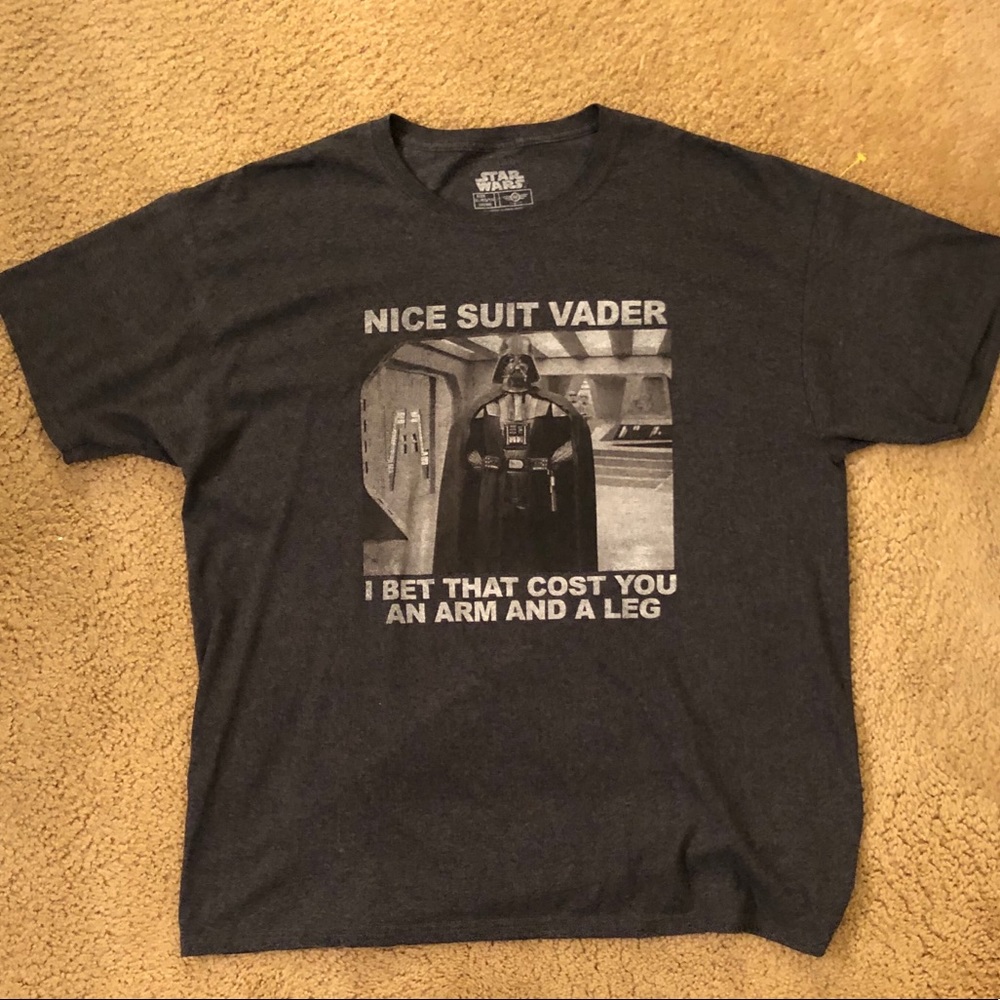 STAR
WARS
NICE SUIT VADER
I BET THAT COST YOU
AN ARM AND A LEG